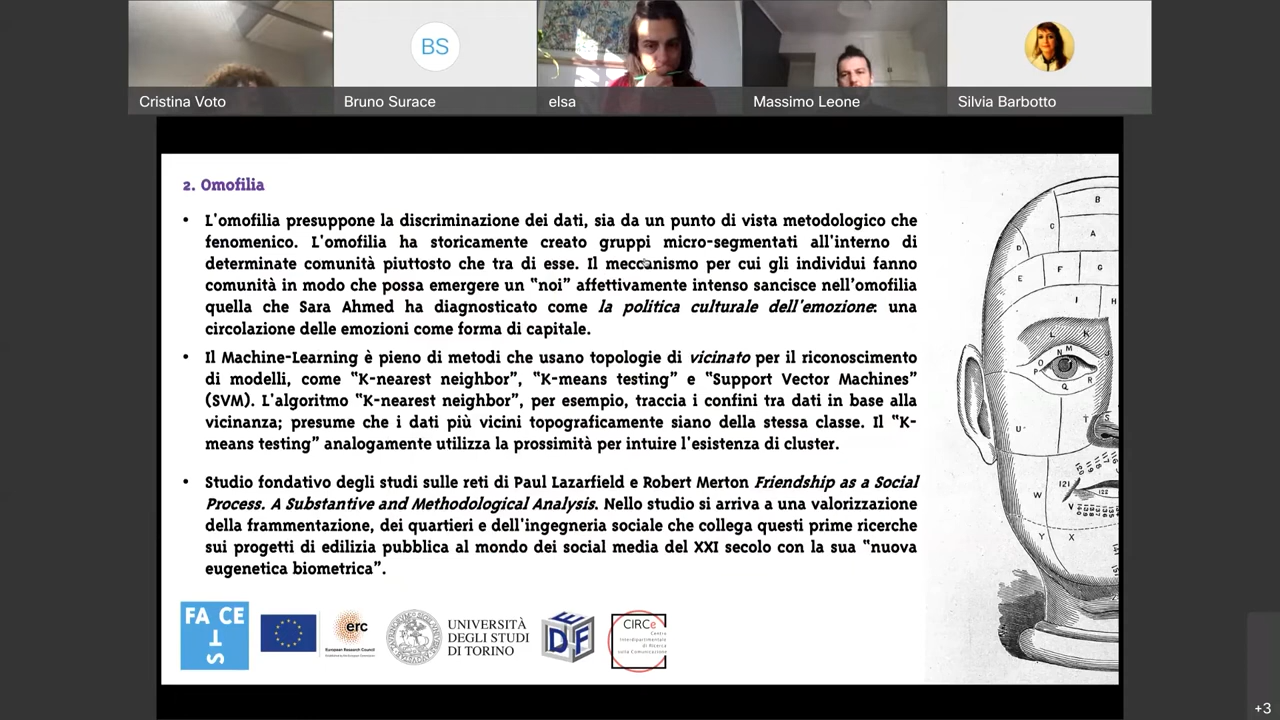 Cristina Voto
BS
Bruno Surace
elsa
Massimo Leone
Silvia Barbotto
2. Omofilia
• L'omofilia presuppone la discriminazione dei dati, sia da un punto di vista metodologico che
fenomenico. L'omofilia ha storicamente creato gruppi micro-segmentati all'interno di
determinate comunità piuttosto che tra di esse. Il meccanismo per cui gli individui fanno
comunità in modo che possa emergere un "noi" affettivamente intenso sancisce nell'omofilia
quella che Sara Ahmed ha diagnosticato come la politica culturale dell'emozione: una
circolazione delle emozioni come forma di capitale.
• Il Machine-Learning è pieno di metodi che usano topologie di vicinato per il riconoscimento
di modelli, come "K-nearest neighbor", "K-means testing" e "Support Vector Machines"
(SVM). L'algoritmo "K-nearest neighbor", per esempio, traccia i confini tra dati in base alla
vicinanza; presume che i dati più vicini topograficamente siano della stessa classe. Il "K-
means testing" analogamente utilizza la prossimità per intuire l'esistenza di cluster.
• Studio fondativo degli studi sulle reti di Paul Lazarfield e Robert Merton Friendship as a Social
Process. A Substantive and Methodological Analysis. Nello studio si arriva a una valorizzazione
della frammentazione, dei quartieri e dell'ingegneria sociale che collega questi prime ricerche
sui progetti di edilizia pubblica al mondo dei social media del XXI secolo con la sua "nuova
eugenetica biometrica".
FA CE
T
S
erc
European Research Council
UNIVERSITÀ
DEGLI STUDI
DI TORINO
E
D F
CIRCe
Centro
Interdipartimentale
di Ricerca
sulla Comunicazione
B
C A
D
E F G
I H
L K
N M J
O
P R
Q
U T S
W 121
122
V
Y X
+3